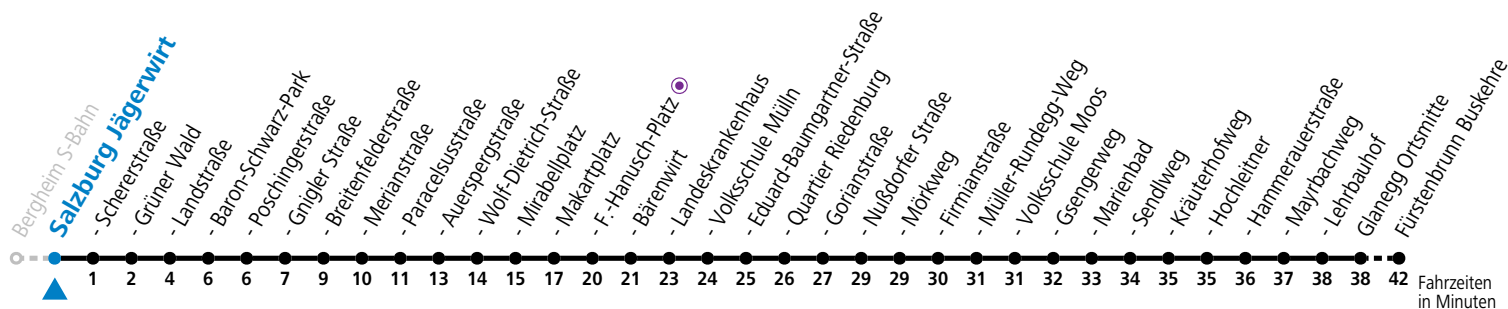 Bergheim S-Bahn
Salzburg Jägerwirt
- Schererstraße
- Grüner Wald
- Landstraße
- Baron-Schwarz-Park
- Poschingerstraße
- Gnigler Straße
- Breitenfelderstraße
- Merianstraße
- Paracelsusstraße
- Auerspergstraße
- Wolf-Dietrich-Straße
- Mirabellplatz
- Makartplatz
- F.-Hanusch-Platz
- Bärenwirt
- Landeskrankenhaus
- Volksschule Mülln
- Eduard-Baumgartner-Straße
- Quartier Riedenburg
- Gorianstraße
- Nußdorfer Straße
- Mörkweg
- Firmianstraße
- Müller-Rundegg-Weg
- Volksschule Moos
- Gsengenweg
- Marienbad
- Sendlweg
- Kräuterhofweg
- Hochleitner
- Hammerauerstraße
- Mayrbachweg
- Lehrbauhof
Glanegg Ortsmitte
Fürstenbrunn Buskehre
1 2 4 6 6 7 9 10 11 13 14 15 17 20 21 23 24 25 26 27 29 29 30 31 31 32 33 34 35 35 36 37 38 38 42
Fahrzeiten
in Minuten